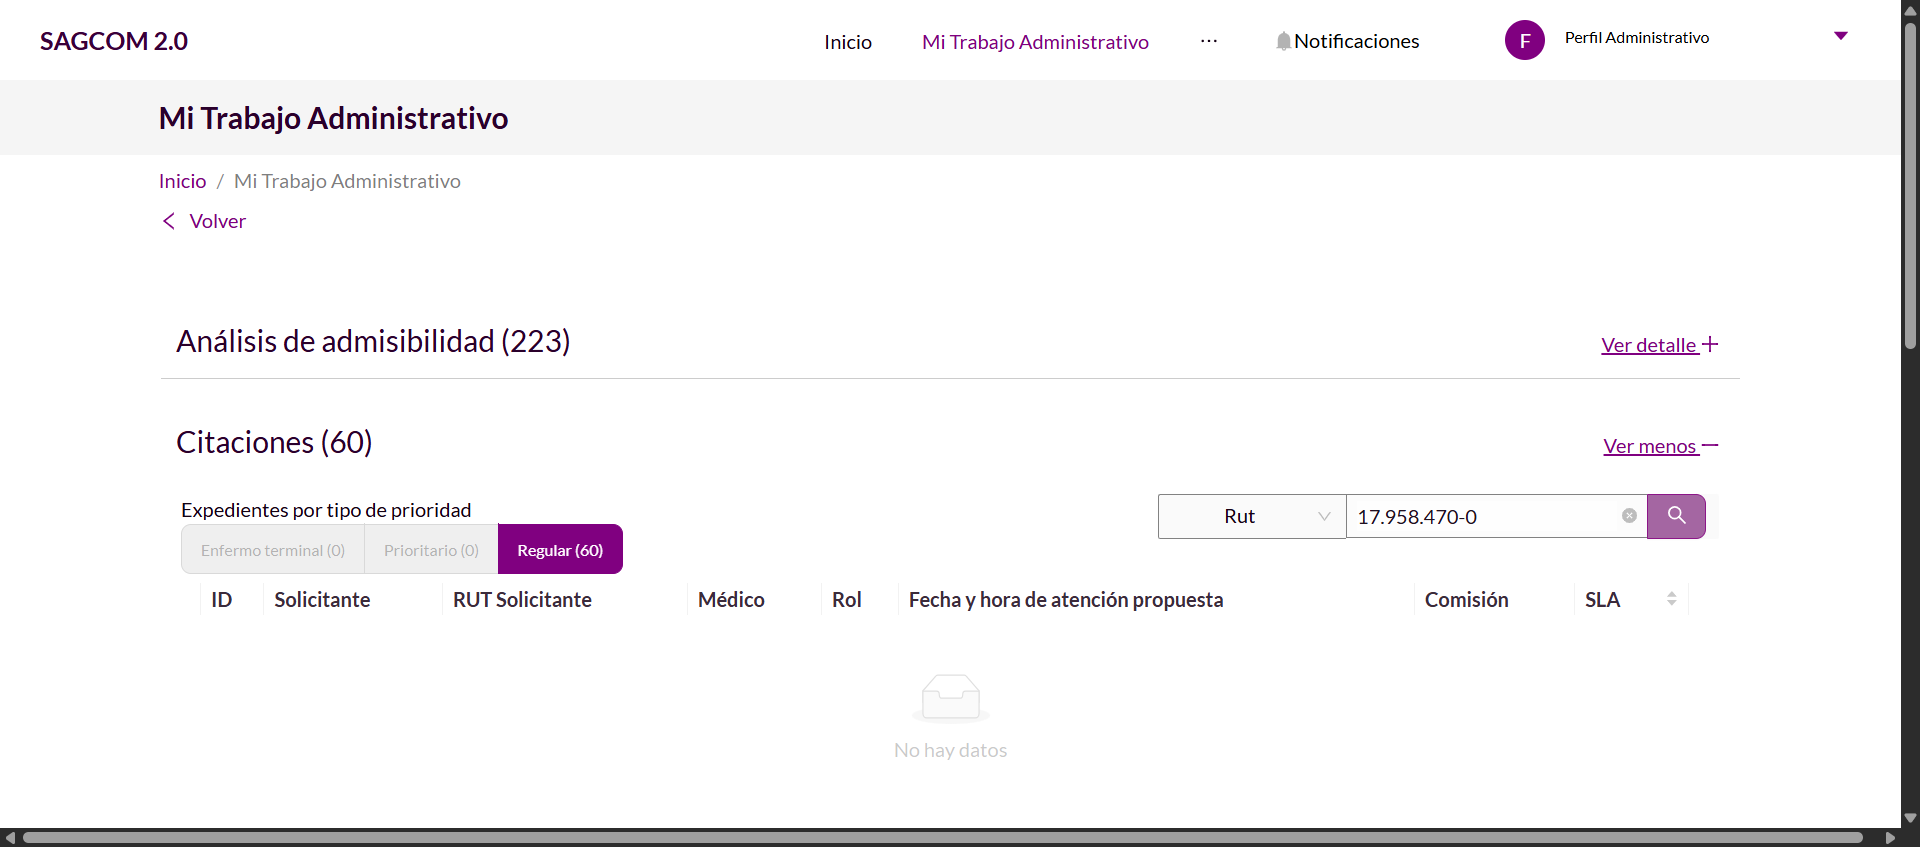 SAGCOM 2.0
Inicio
Mi Trabajo Administrativo
···
Notificaciones
F
Perfil Administrativo
Mi Trabajo Administrativo
Inicio / Mi Trabajo Administrativo
Volver
Análisis de admisibilidad (223)
Ver detalle
Citaciones (60)
Ver menos
Expedientes por tipo de prioridad
Rut
17.958.470-0
Enfermo terminal (0)
Prioritario (0)
Regular (60)
ID
Solicitante
RUT Solicitante
Médico
Rol
Fecha y hora de atención propuesta
Comisión
SLA
No hay datos